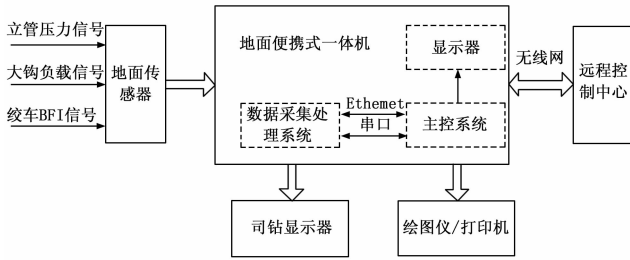 立管压力信号
大钩负载信号
绞车BFI信号
地面传
感器
地面便携式一体机
显示器
数据采集处
理系统
Ethemet
串口
主控系统
无线网
远程控
制中心
司钻显示器
绘图仪/打印机